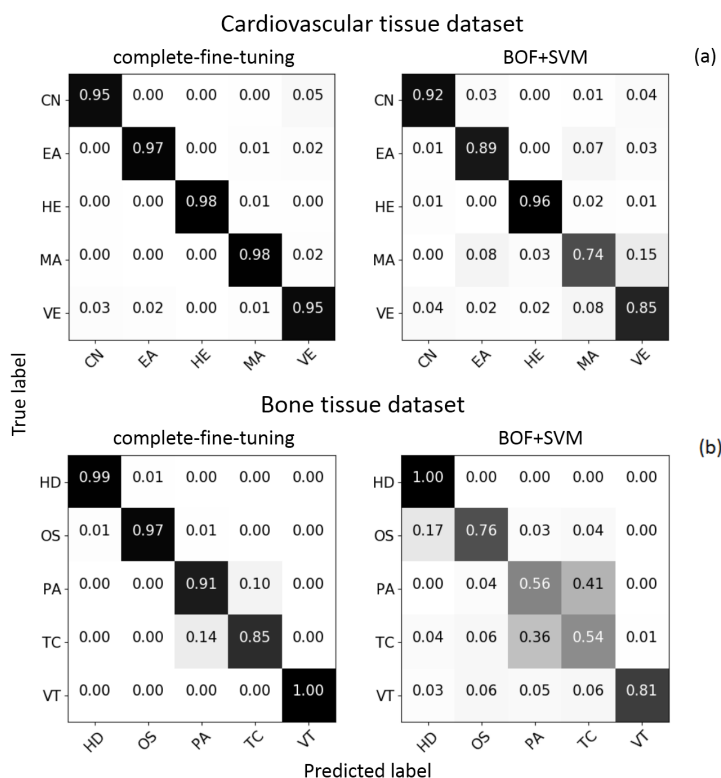 Cardiovascular tissue dataset
complete-fine-tuning BOF+SVM (a)
CN 0.95 0.00 0.00 0.00 0.05 CN 0.92 0.03 0.00 0.01 0.04
EA 0.00 0.97 0.00 0.01 0.02 EA 0.01 0.89 0.00 0.07 0.03
HE 0.00 0.00 0.98 0.01 0.00 HE 0.01 0.00 0.96 0.02 0.01
MA 0.00 0.00 0.00 0.98 0.02 MA 0.00 0.08 0.03 0.74 0.15
VE 0.03 0.02 0.00 0.01 0.95 VE 0.04 0.02 0.02 0.08 0.85
CN EA HE MA VE CN EA HE MA VE
True label
Bone tissue dataset
complete-fine-tuning BOF+SVM (b)
HD 0.99 0.01 0.00 0.00 0.00 HD 1.00 0.00 0.00 0.00 0.00
OS 0.01 0.97 0.01 0.00 0.00 OS 0.17 0.76 0.03 0.04 0.00
PA 0.00 0.00 0.91 0.10 0.00 PA 0.00 0.04 0.56 0.41 0.00
TC 0.00 0.00 0.14 0.85 0.00 TC 0.04 0.06 0.36 0.54 0.01
VT 0.00 0.00 0.00 0.00 1.00 VT 0.03 0.06 0.05 0.06 0.81
HD OS PA TC VT HD OS PA TC VT
Predicted label